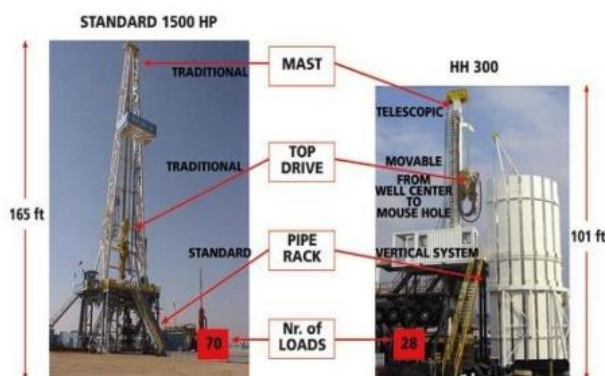 STANDARD 1500 HP
MAST
TRADITIONAL
HH 300
TELESCOPIC
TOP
DRIVE
TRADITIONAL
MOVABLE
FROM
WELL CENTER
TO
MOUSE HOLE
165 ft
101 ft
PIPE
RACK
STANDARD
VERTICAL SYSTEM
Nr. of
LOADS
70
28